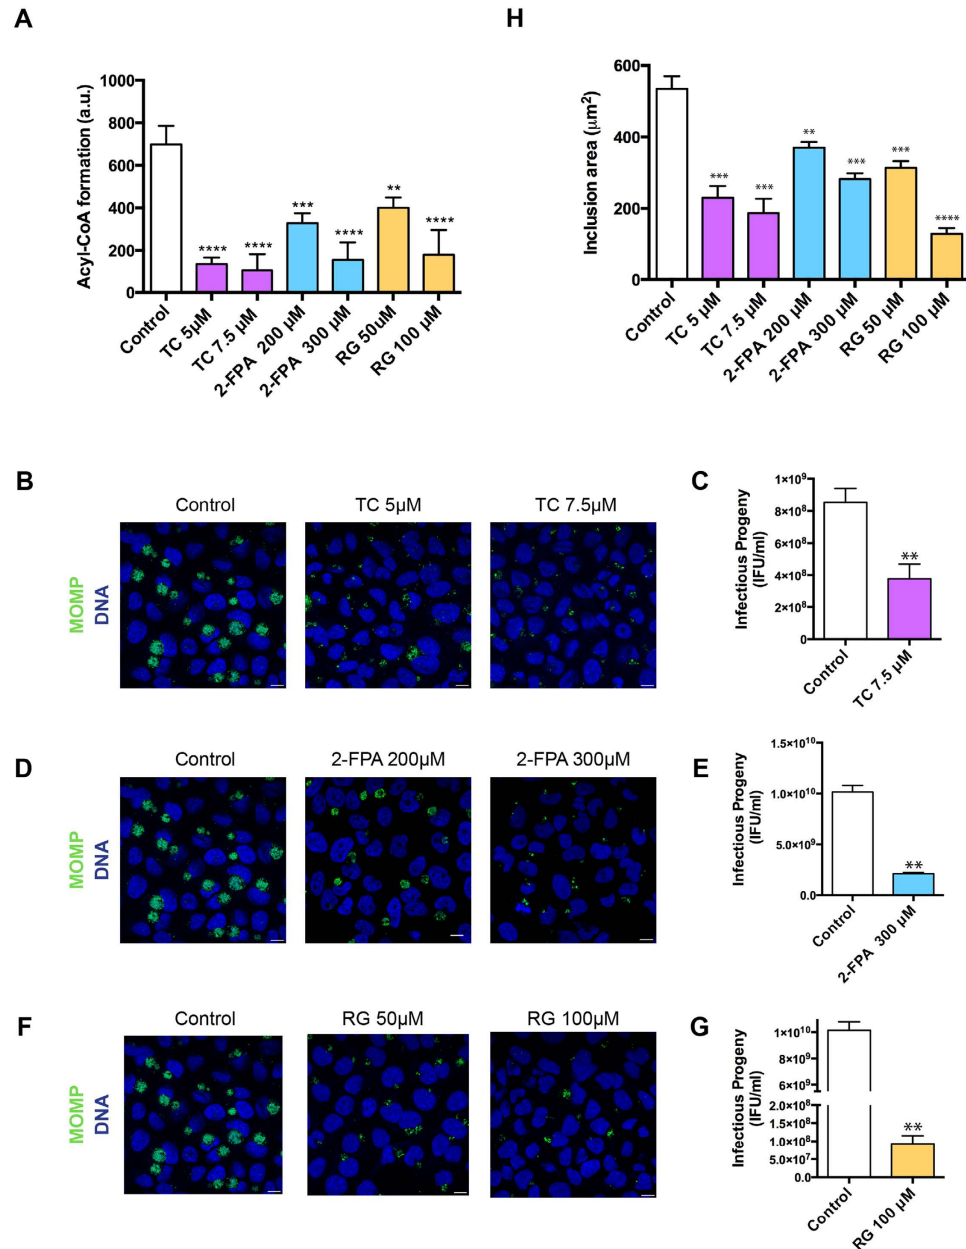 A
H
Acyl-CoA formation (a.u.)
1000
800
600
400
200
0
****
****
***
****
**
****
Control
TC 5µM
TC 7.5 µM
2-FPA 200 µM
2-FPA 300 µM
RG 50uM
RG 100 µM
Inclusion area (µm²)
600
400
200
0
***
***
**
***
***
****
Control
TC 5 µM
TC 7.5 µM
2-FPA 200 µM
2-FPA 300 µM
RG 50 µM
RG 100 µM
B
MOMP
DNA
Control
TC 5µM
TC 7.5µM
C
Infectious Progeny
(IFU/ml)
1×10⁹
8×10⁸
6×10⁸
4×10⁸
2×10⁸
0
**
Control
TC 7.5 µM
D
MOMP
DNA
Control
2-FPA 200µM
2-FPA 300µM
E
Infectious Progeny
(IFU/ml)
1.5×10¹⁰
1.0×10¹⁰
5.0×10⁹
0.0
**
Control
2-FPA 300 µM
F
MOMP
DNA
Control
RG 50µM
RG 100µM
G
Infectious Progeny
(IFU/ml)
1×10¹⁰
9×10⁹
6×10⁹
2.0×10⁸
1.5×10⁸
1.0×10⁸
5.0×10⁷
0.0
**
Control
RG 100 µM